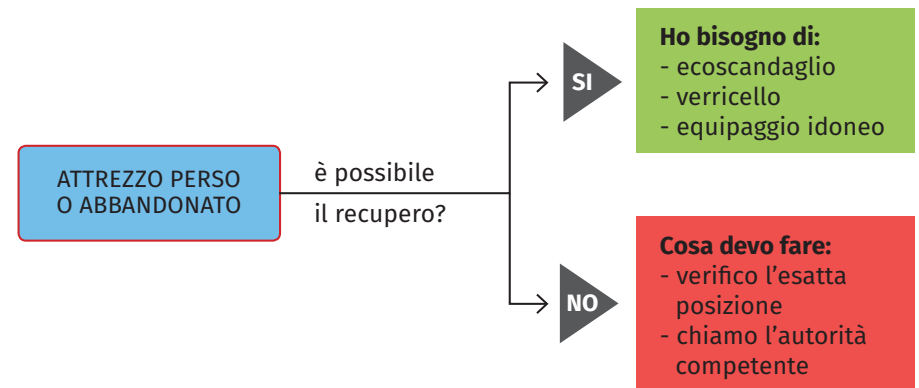 ATTREZZO PERSO
O ABBANDONATO
è possibile
il recupero?
SI
Ho bisogno di:
- ecoscandaglio
- verricello
- equipaggio idoneo
NO
Cosa devo fare:
- verifico l’esatta
posizione
- chiamo l’autorità
competente